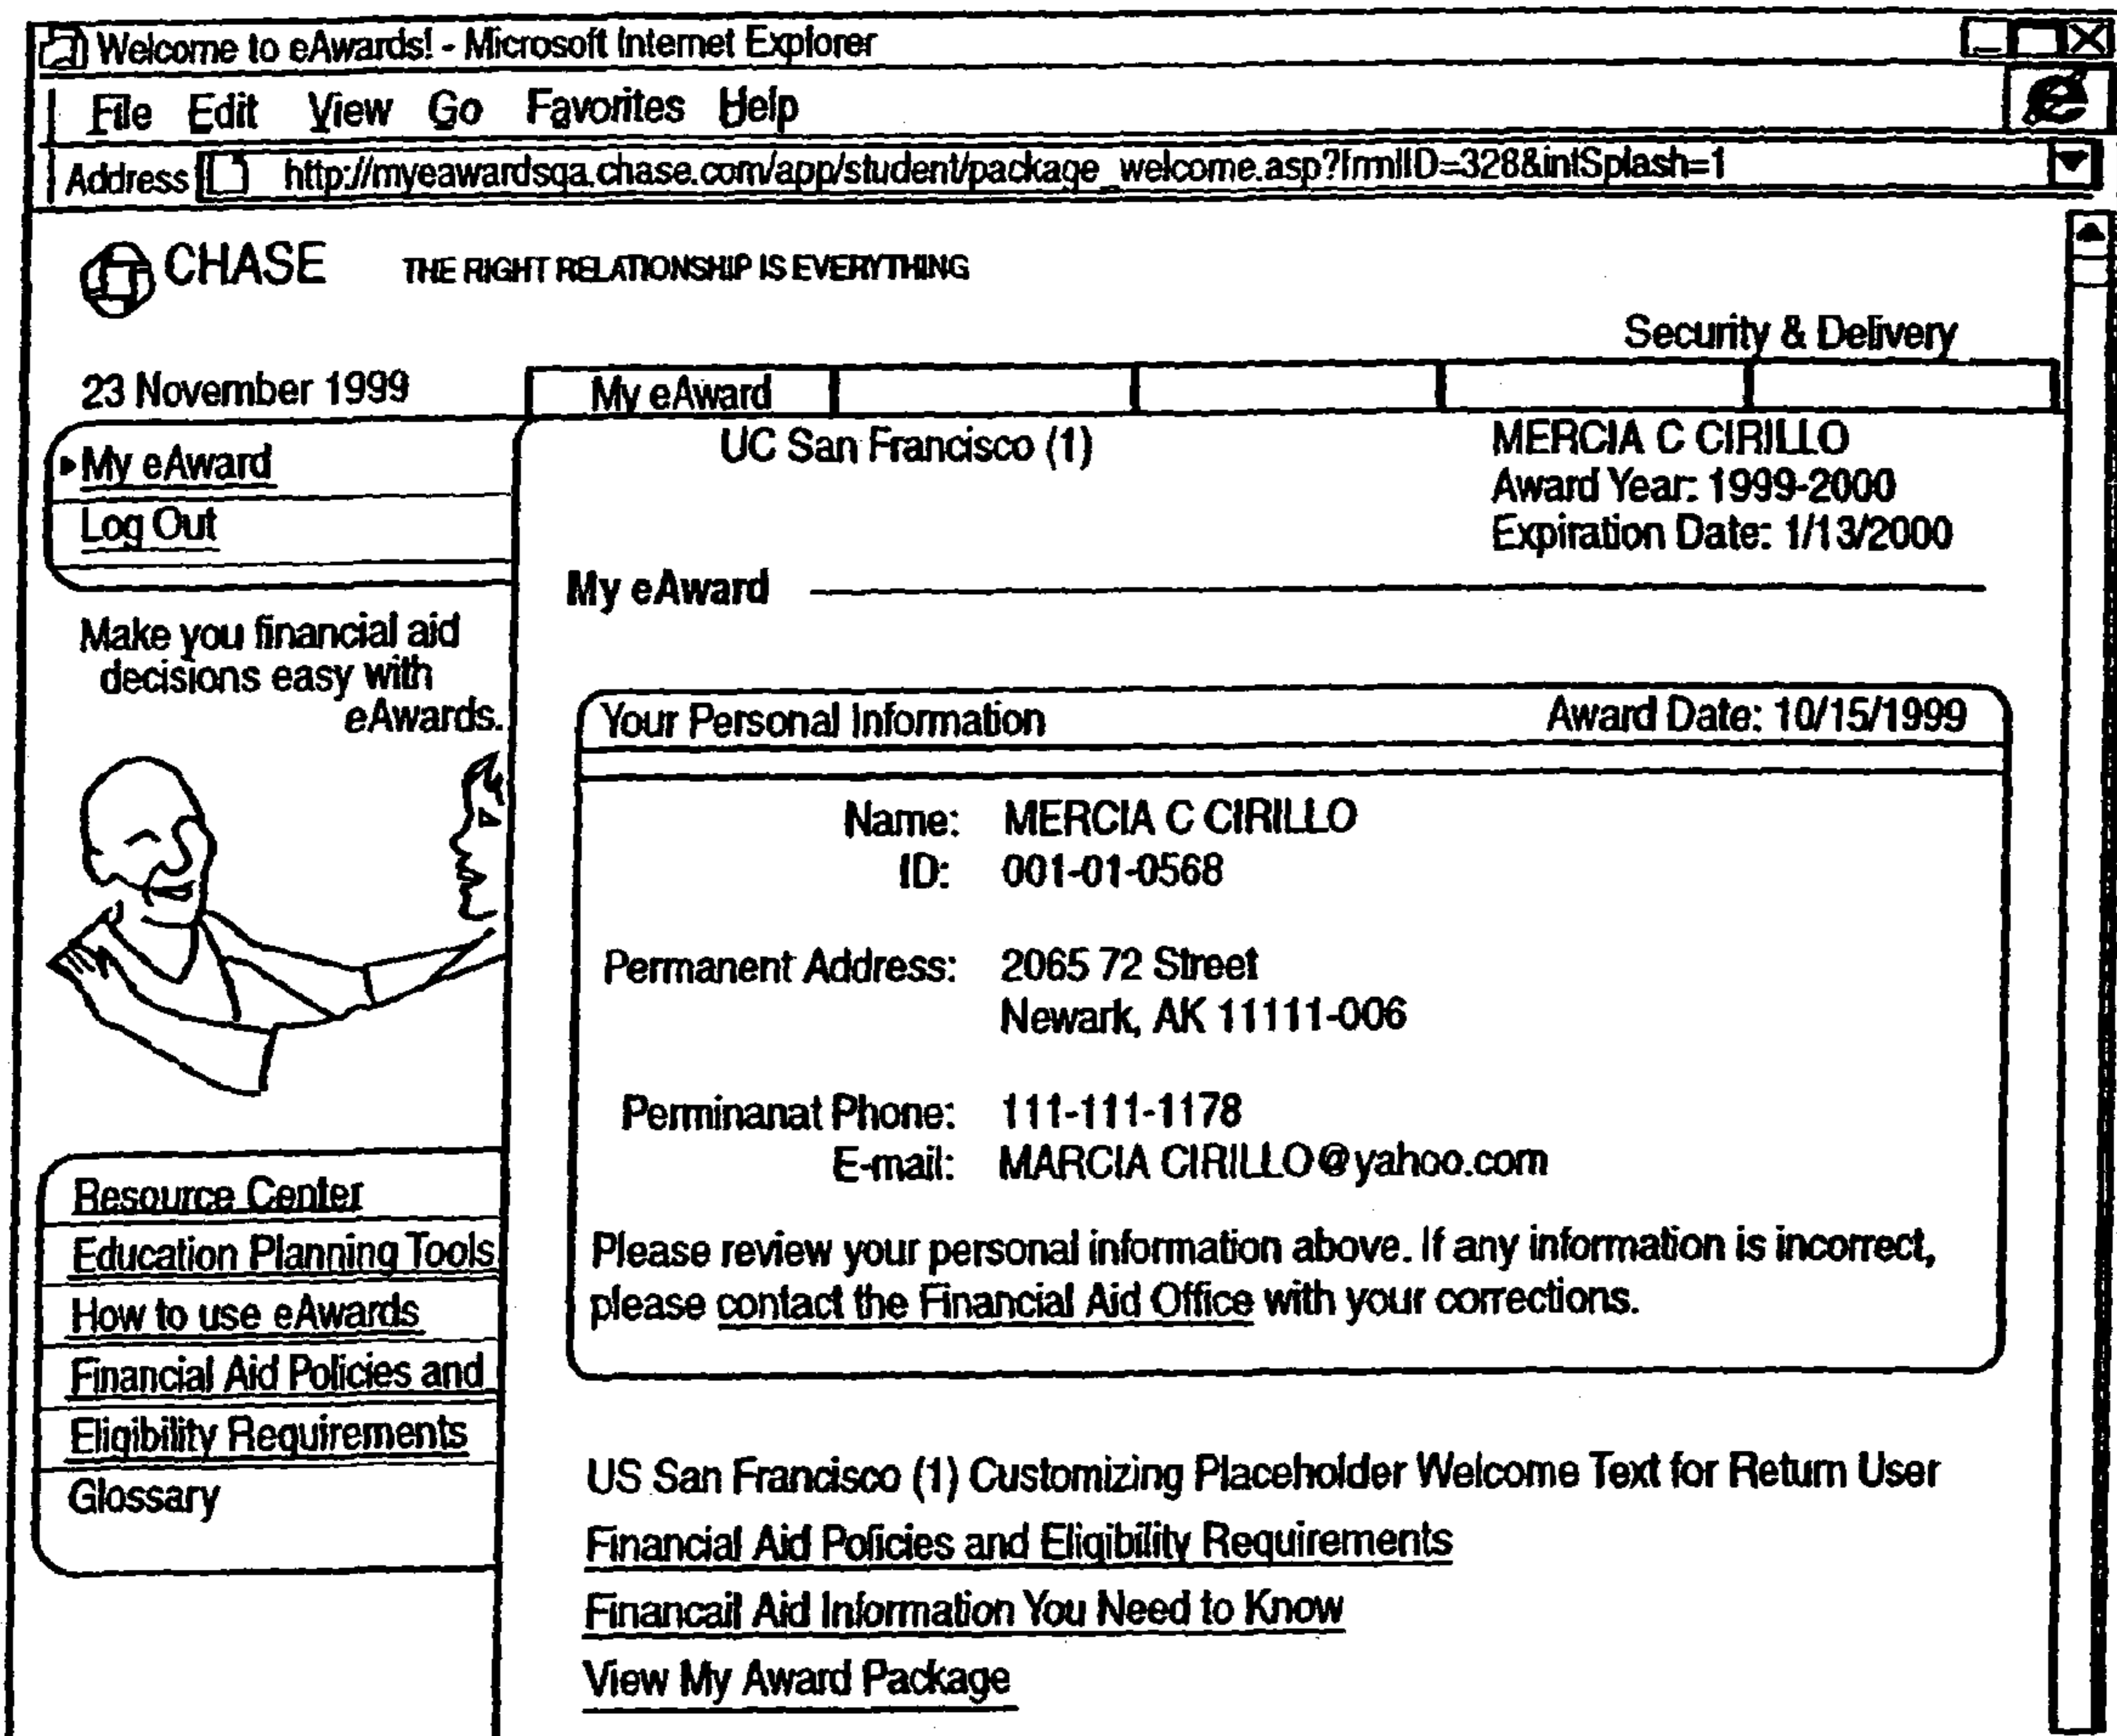 Welcome to eAwards! - Microsoft Internet Explorer
File Edit View Go Favorites Help
Address http://myeawardsqa.chase.com/app/student/package_welcome.asp?frmlID=328&intSplash=1
CHASE THE RIGHT RELATIONSHIP IS EVERYTHING
Security & Delivery
23 November 1999
My eAward
My eAward
Log Out
Make you financial aid
decisions easy with
eAwards.
Resource Center
Education Planning Tools
How to use eAwards
Financial Aid Policies and
Eligibility Requirements
Glossary
UC San Francisco (1)
MERCIA C CIRILLO
Award Year: 1999-2000
Expiration Date: 1/13/2000
My eAward
Your Personal Information Award Date: 10/15/1999
Name: MERCIA C CIRILLO
ID: 001-01-0568
Permanent Address: 2065 72 Street
Newark, AK 11111-006
Perminanat Phone: 111-111-1178
E-mail: MARCIA CIRILLO@yahoo.com
Please review your personal information above. If any information is incorrect,
please contact the Financial Aid Office with your corrections.
US San Francisco (1) Customizing Placeholder Welcome Text for Return User
Financial Aid Policies and Eligibility Requirements
Financail Aid Information You Need to Know
View My Award Package